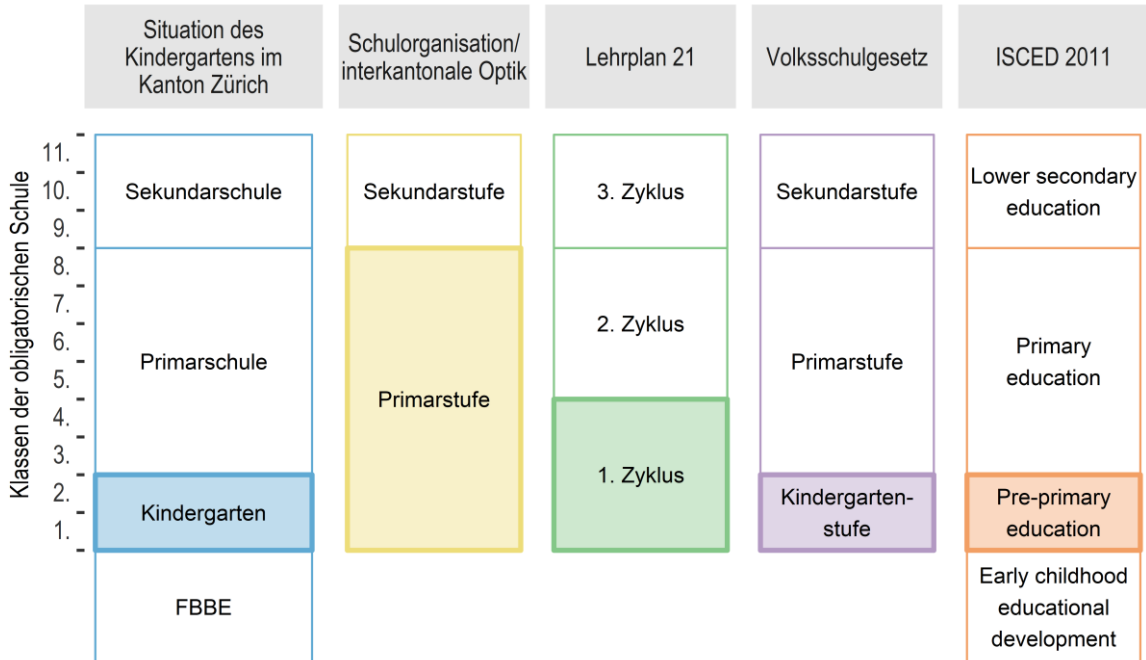 Situation des
Kindergartens im
Kanton Zürich
Schulorganisation/
interkantonale Optik
Lehrplan 21
Volksschulgesetz
ISCED 2011
Klassen der obligatorischen Schule
11.
10.
9.
8.
7.
6.
5.
4.
3.
2.
1.
Sekundarschule
Primarschule
Kindergarten
FBBE
Sekundarstufe
Primarstufe
3. Zyklus
2. Zyklus
1. Zyklus
Sekundarstufe
Primarstufe
Kindergarten-
stufe
Lower secondary
education
Primary
education
Pre-primary
education
Early childhood
educational
development